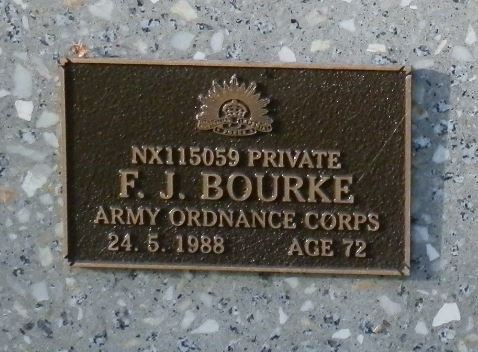 NX115059 PRIVATE
F. J. BOURKE
ARMY ORDNANCE CORPS
24. 5. 1988 AGE 72